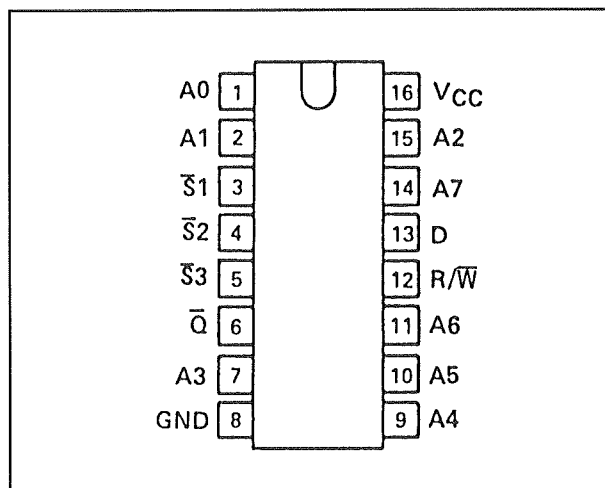 A0 1 16 VCC
A1 2 15 A2
S̅1 3 14 A7
S̅2 4 13 D
S̅3 5 12 R/W̅
Q̅ 6 11 A6
A3 7 10 A5
GND 8 9 A4